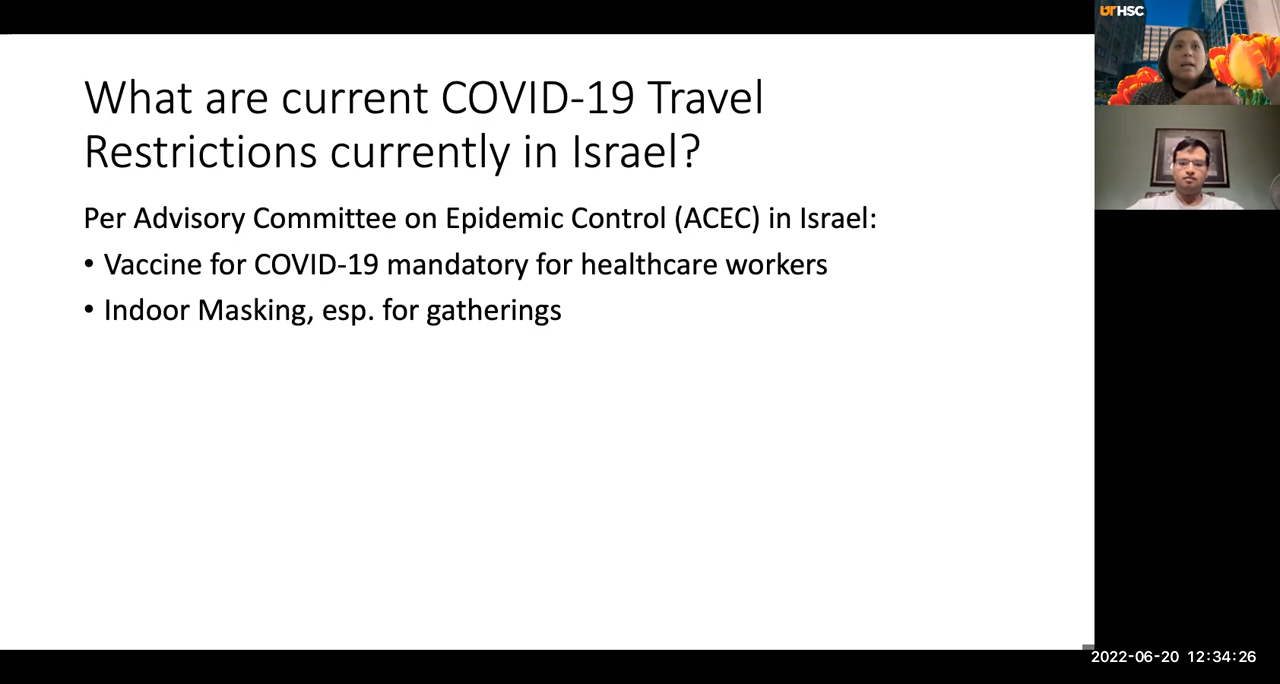 What are current COVID-19 Travel
Restrictions currently in Israel?
Per Advisory Committee on Epidemic Control (ACEC) in Israel:
• Vaccine for COVID-19 mandatory for healthcare workers
• Indoor Masking, esp. for gatherings
UTHSC
2022-06-20 12:34:26